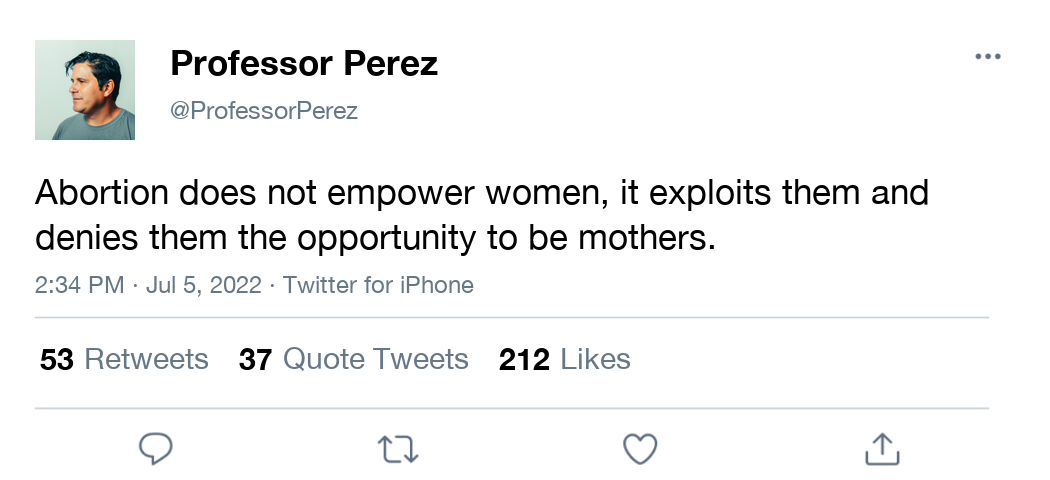 Professor Perez
@ProfessorPerez
Abortion does not empower women, it exploits them and
denies them the opportunity to be mothers.
2:34 PM · Jul 5, 2022 · Twitter for iPhone
53 Retweets 37 Quote Tweets 212 Likes